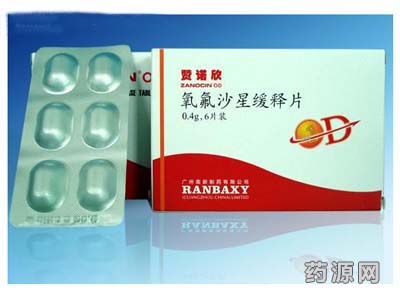 赞诺欣
ZANOCIN OD
氧氟沙星缓释片
0.4g, 6片装
OD
广州南新制药有限公司
RANBAXY
(GUANGZHOU, CHINA) LIMITED
药源网